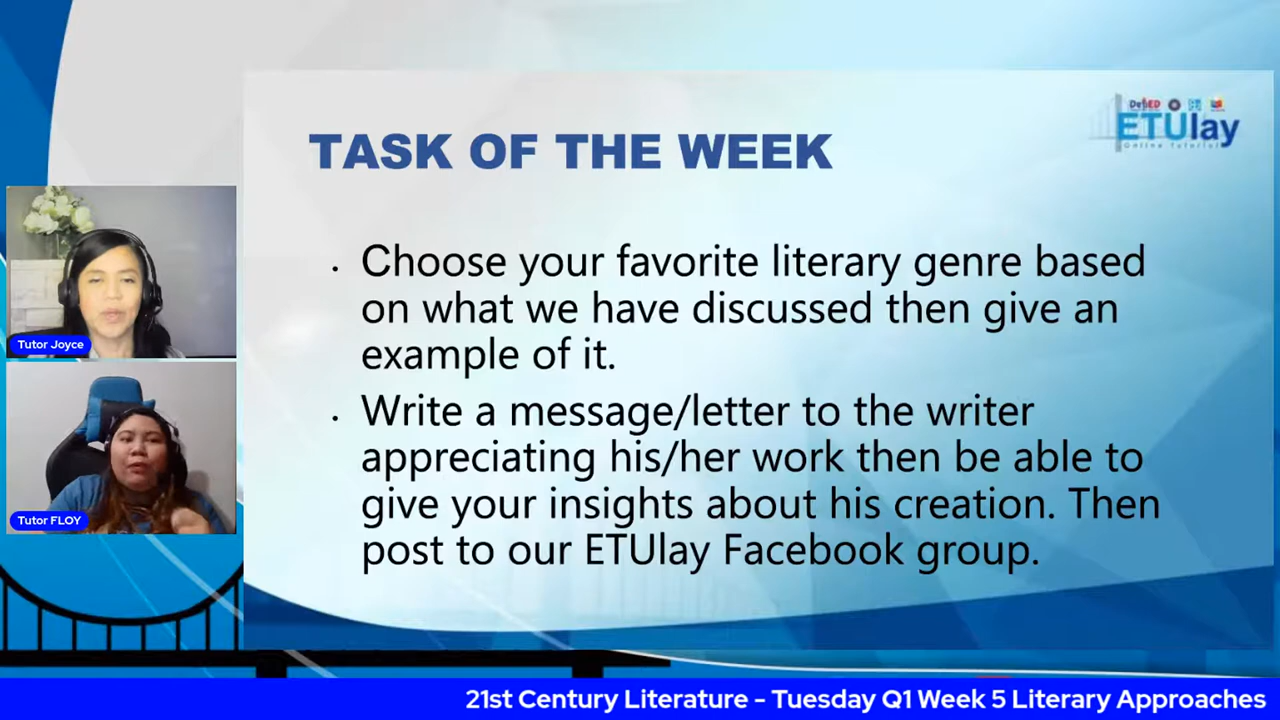 DepED
ETUlay
Online Tutorial
TASK OF THE WEEK
Choose your favorite literary genre based
on what we have discussed then give an
example of it.
Write a message/letter to the writer
appreciating his/her work then be able to
give your insights about his creation. Then
post to our ETUlay Facebook group.
Tutor Joyce
Tutor FLOY
21st Century Literature - Tuesday Q1 Week 5 Literary Approaches